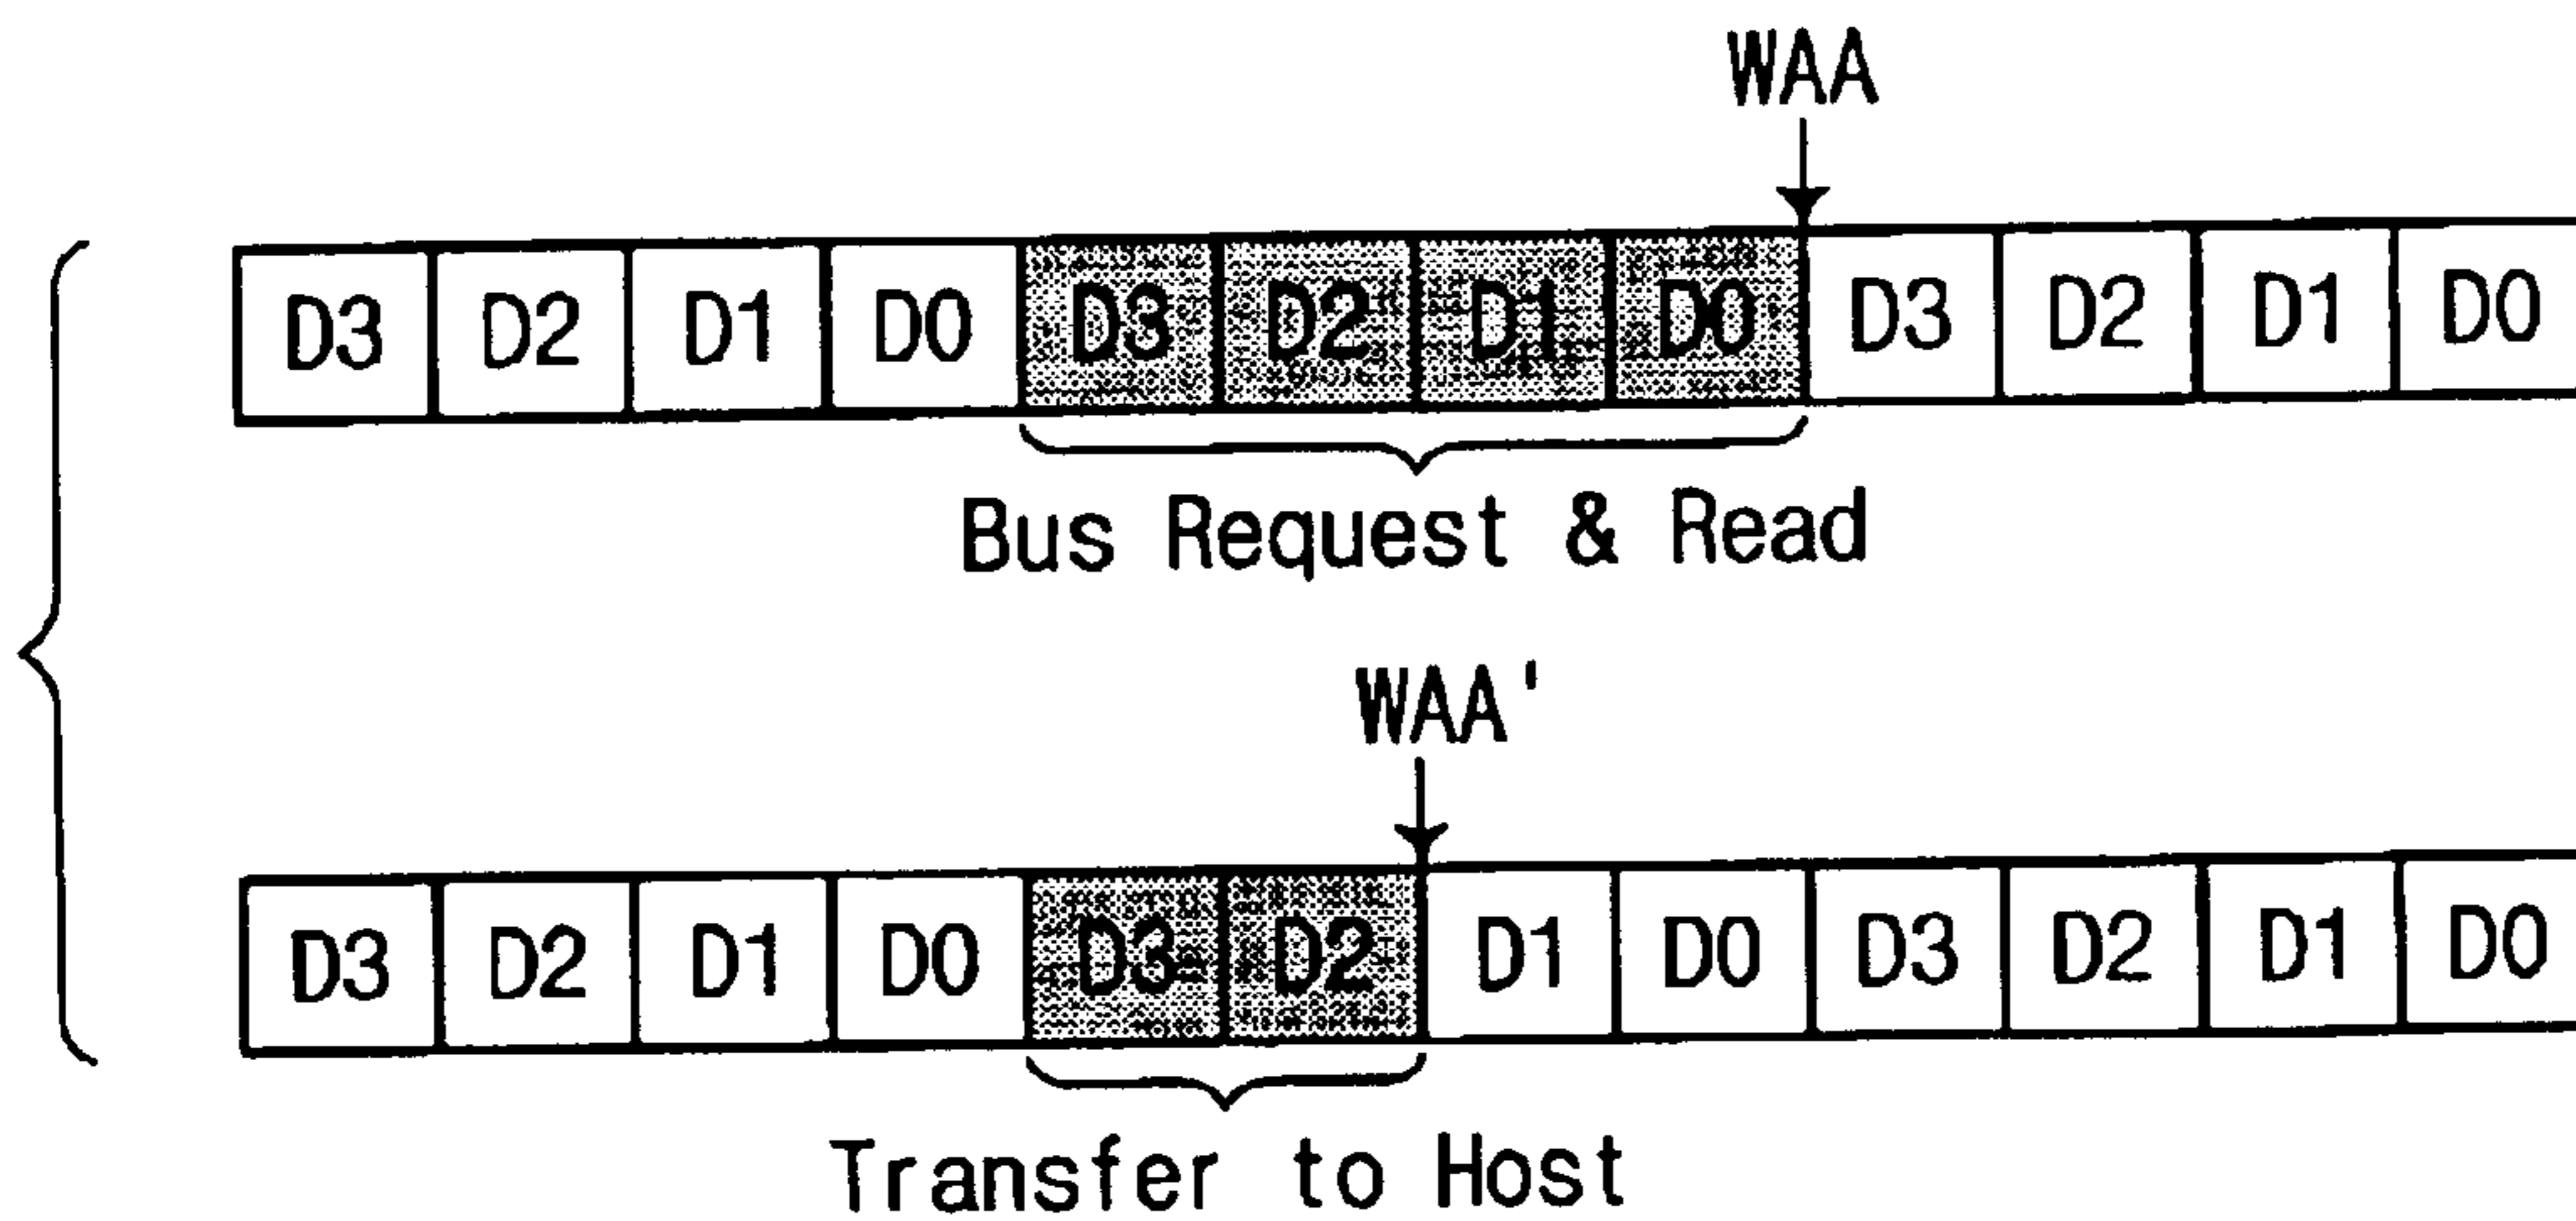 WAA
D3 D2 D1 D0 D3 D2 D1 D0 D3 D2 D1 D0
Bus Request & Read
WAA'
D3 D2 D1 D0 D3 D2 D1 D0 D3 D2 D1 D0
Transfer to Host